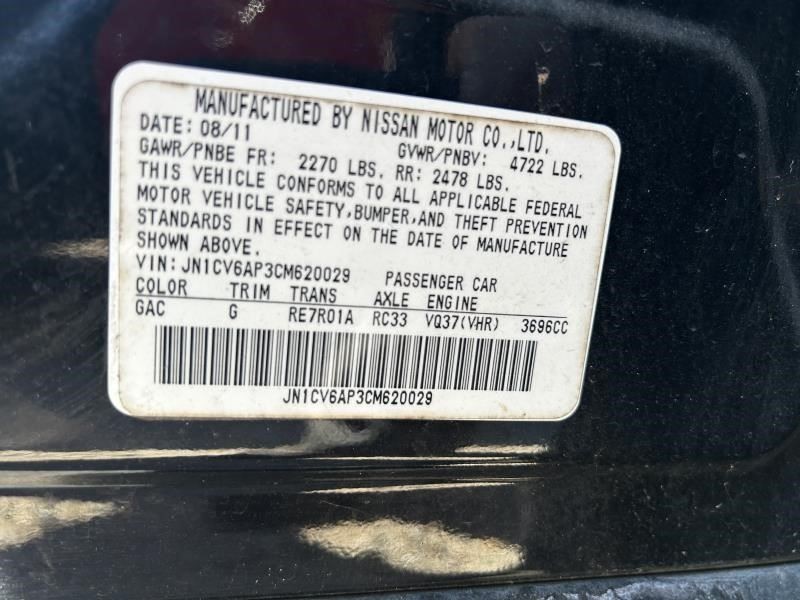 MANUFACTURED BY NISSAN MOTOR CO.,LTD.
DATE: 08/11 GVWR/PNBV: 4722 LBS.
GAWR/PNBE FR: 2270 LBS. RR: 2478 LBS.
THIS VEHICLE CONFORMS TO ALL APPLICABLE FEDERAL
MOTOR VEHICLE SAFETY,BUMPER,AND THEFT PREVENTION
STANDARDS IN EFFECT ON THE DATE OF MANUFACTURE
SHOWN ABOVE.
VIN:JN1CV6AP3CM620029 PASSENGER CAR
COLOR TRIM TRANS AXLE ENGINE
GAC G RE7R01A RC33 VQ37(VHR) 3696CC
JN1CV6AP3CM620029